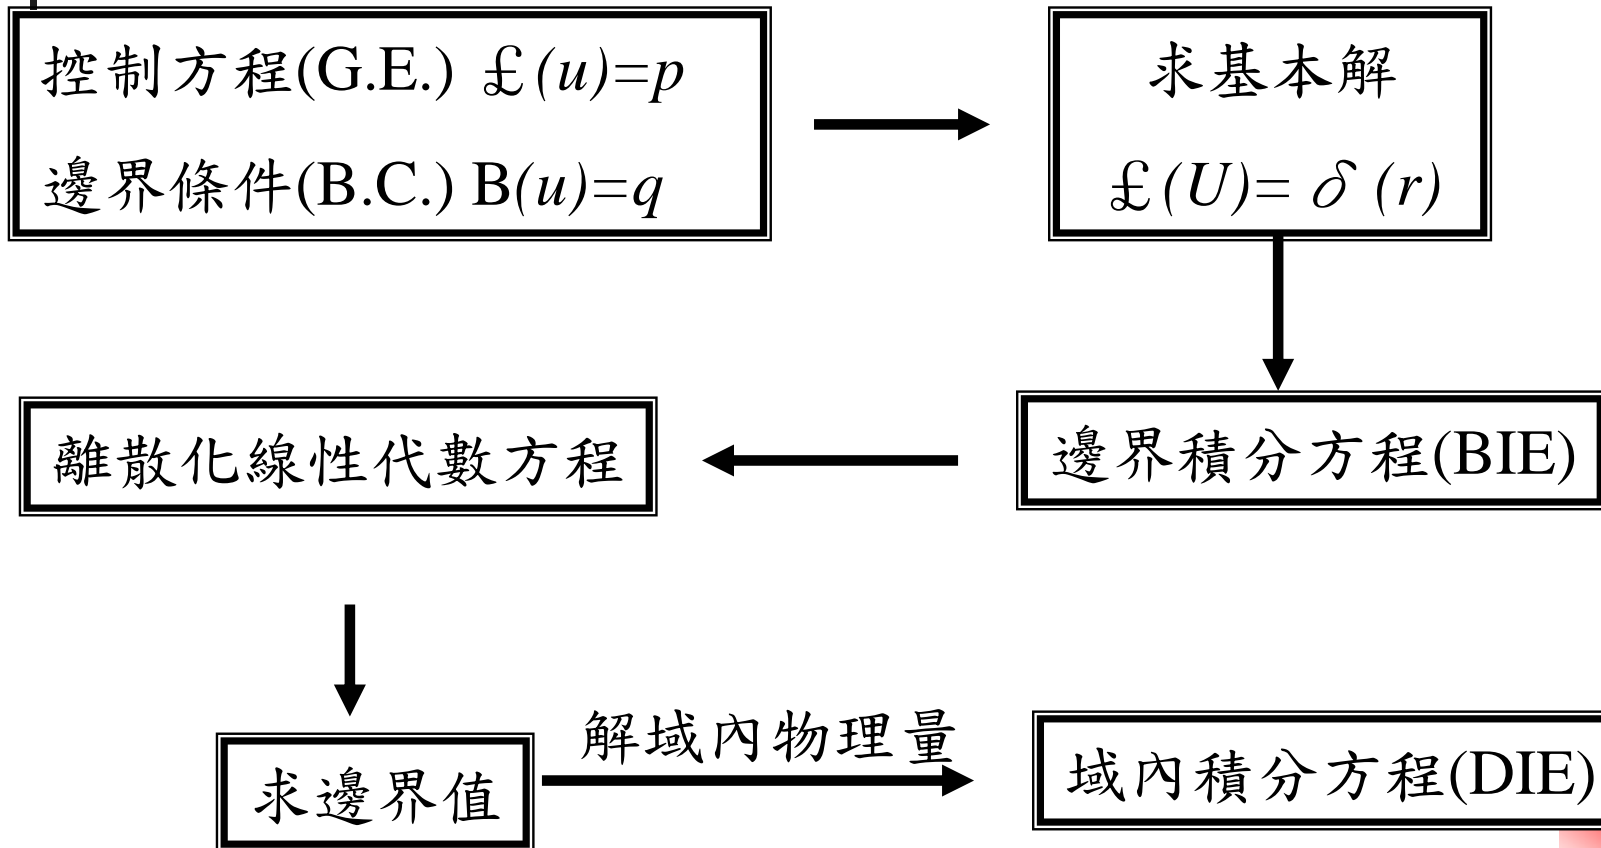 控制方程(G.E.) £(u)=p
邊界條件(B.C.) B(u)=q
求基本解
£(U)= δ (r)
邊界積分方程(BIE)
離散化線性代數方程
求邊界值
解域內物理量
域內積分方程(DIE)